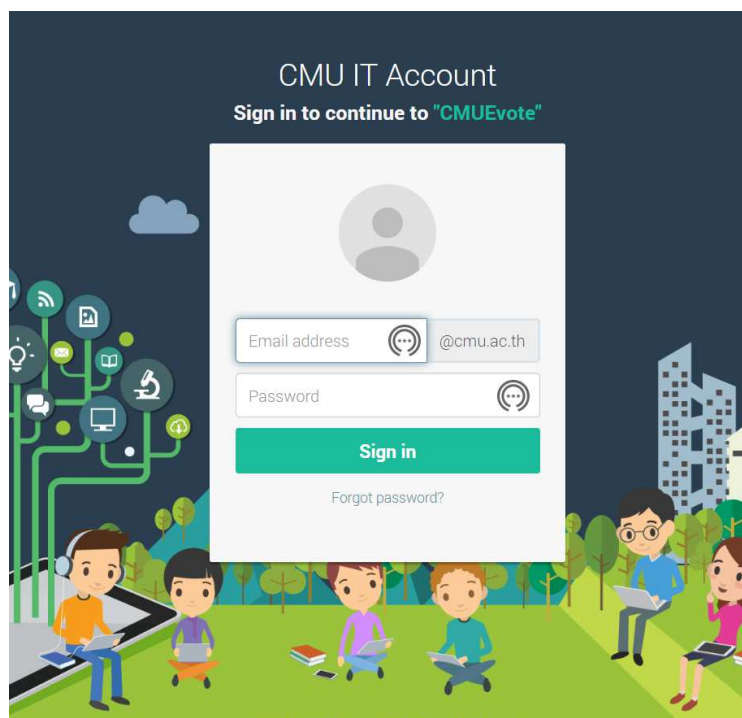 CMU IT Account
Sign in to continue to "CMUEvote"
Email address @cmu.ac.th
Password
Sign in
Forgot password?